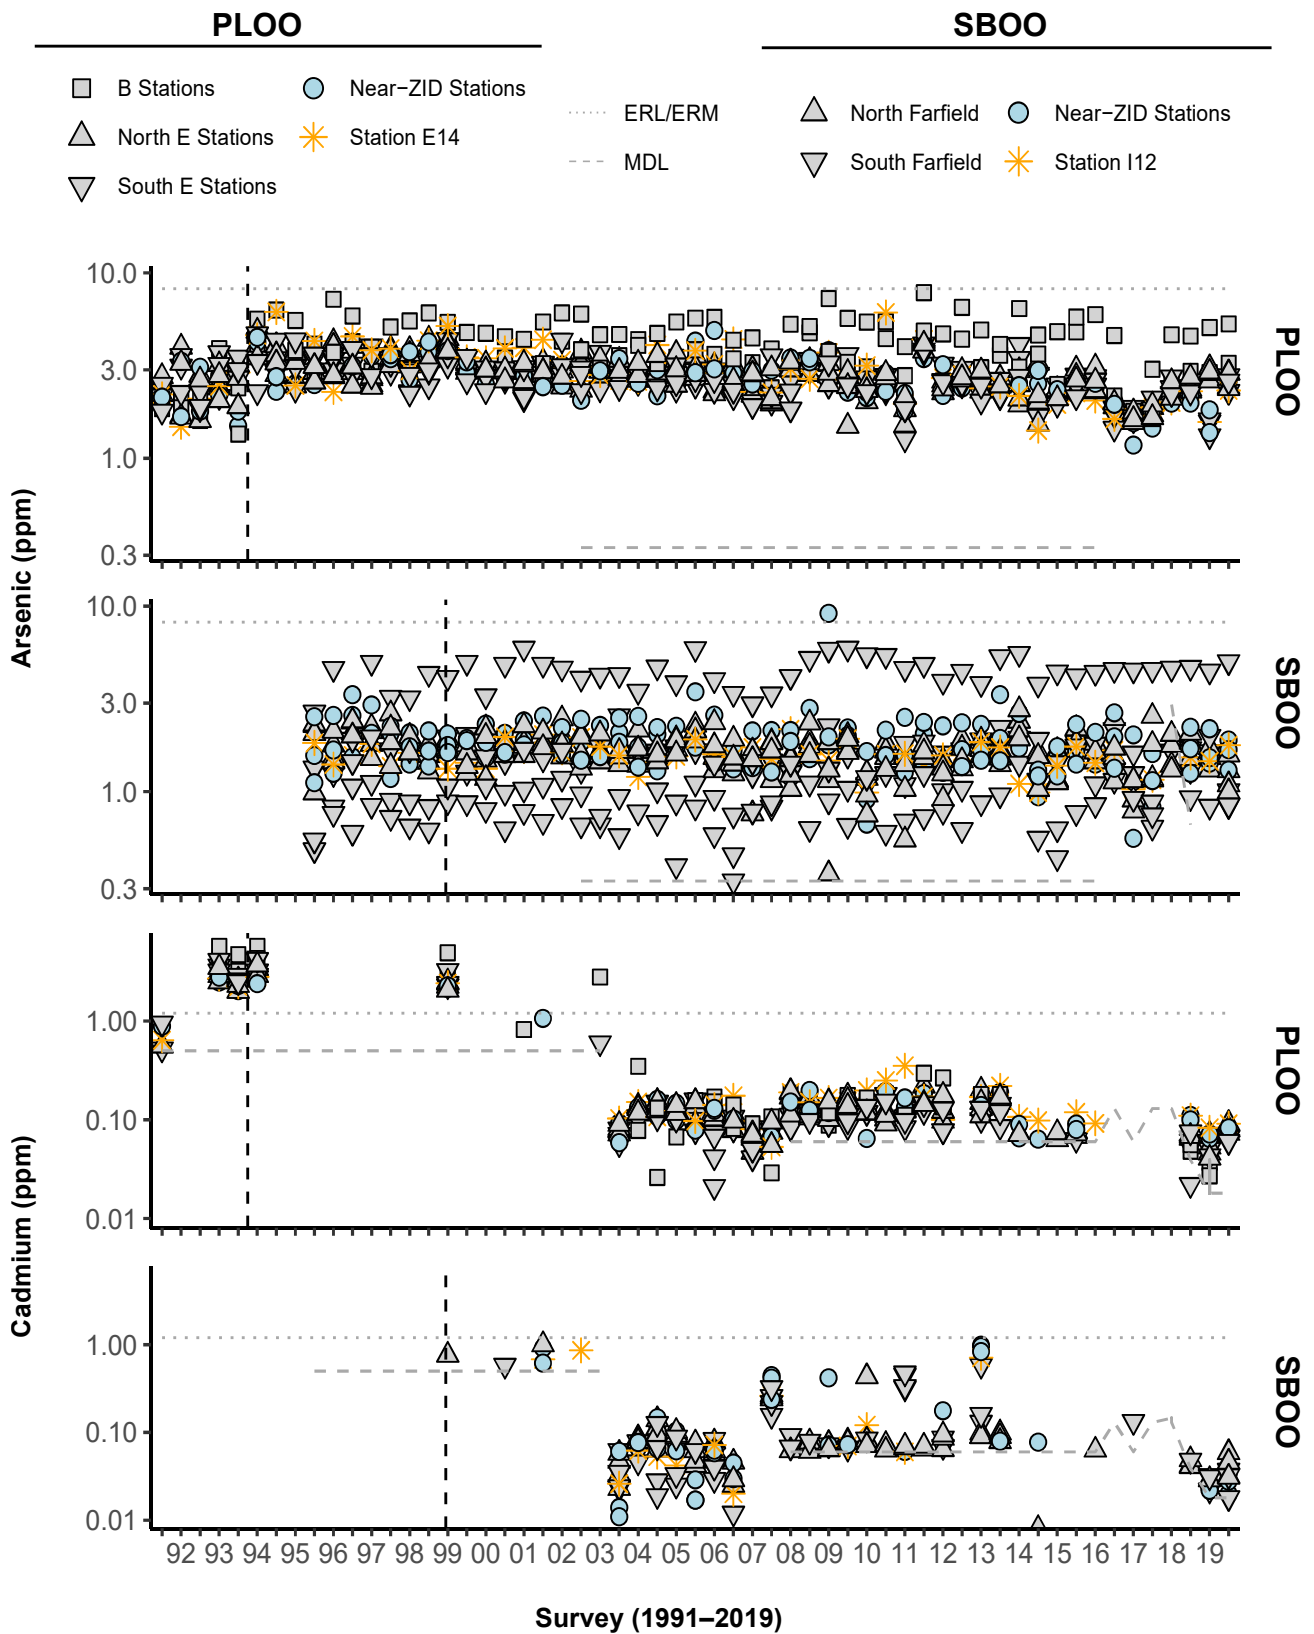 PLOO
SBOO
B Stations
Near−ZID Stations
North E Stations
Station E14
South E Stations
ERL/ERM
MDL
North Farfield
Near−ZID Stations
South Farfield
Station I12
Arsenic (ppm)
10.0
3.0
1.0
0.3
PLOO
10.0
3.0
1.0
0.3
SBOO
Cadmium (ppm)
1.00
0.10
0.01
PLOO
1.00
0.10
0.01
SBOO
92 93 94 95 96 97 98 99 00 01 02 03 04 05 06 07 08 09 10 11 12 13 14 15 16 17 18 19
Survey (1991–2019)